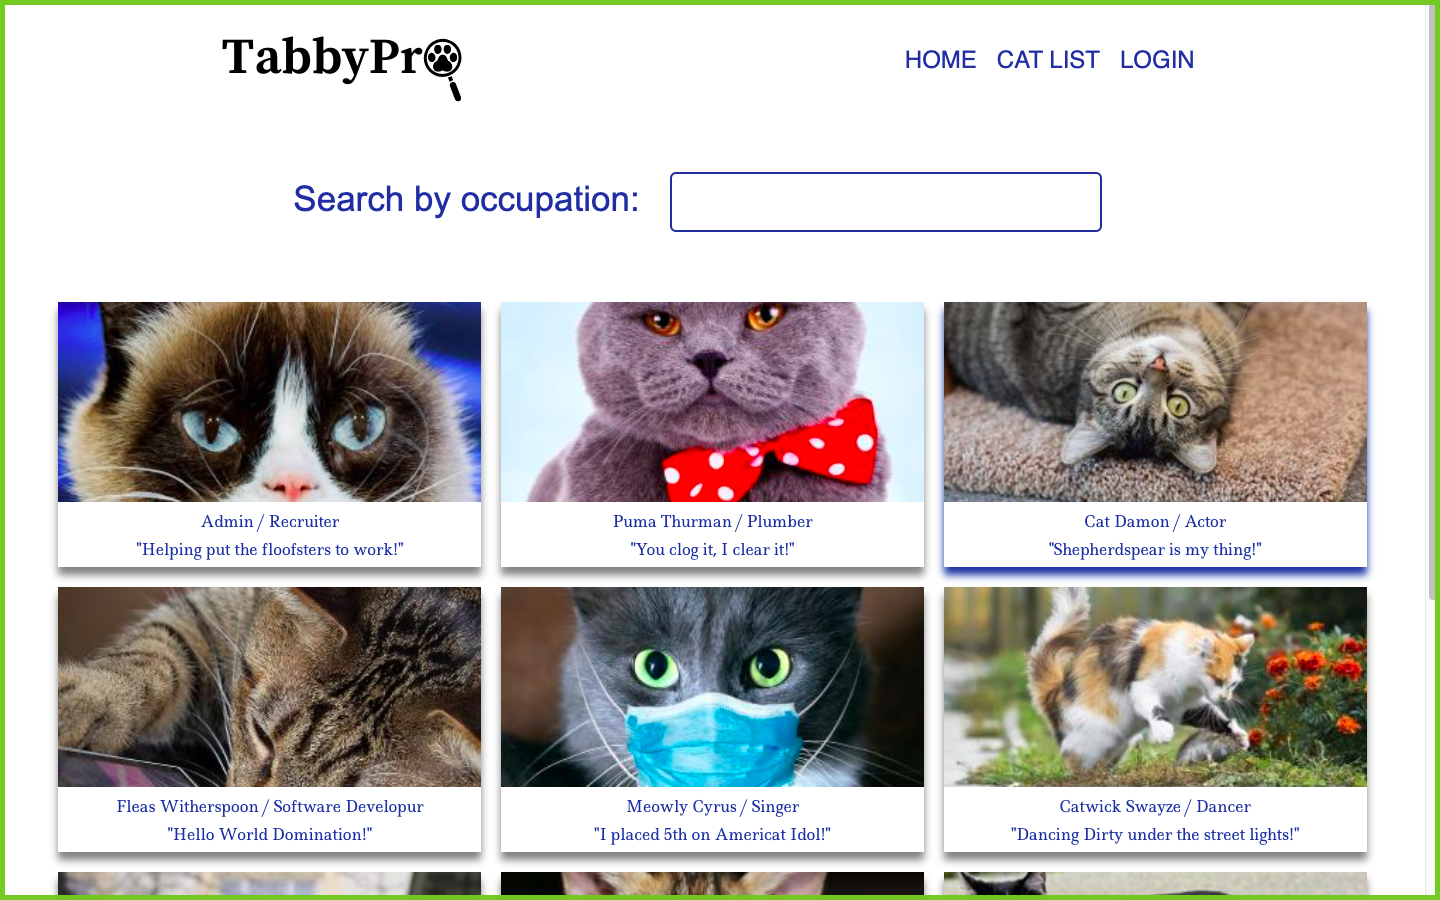 TabbyPro
HOME CAT LIST LOGIN
Search by occupation:
Admin / Recruiter
"Helping put the floofsters to work!"
Puma Thurman / Plumber
"You clog it, I clear it!"
Cat Damon / Actor
"Shepherdspear is my thing!"
Fleas Witherspoon / Software Developur
"Hello World Domination!"
Meowly Cyrus / Singer
"I placed 5th on Americat Idol!"
Catwick Swayze / Dancer
"Dancing Dirty under the street lights!"